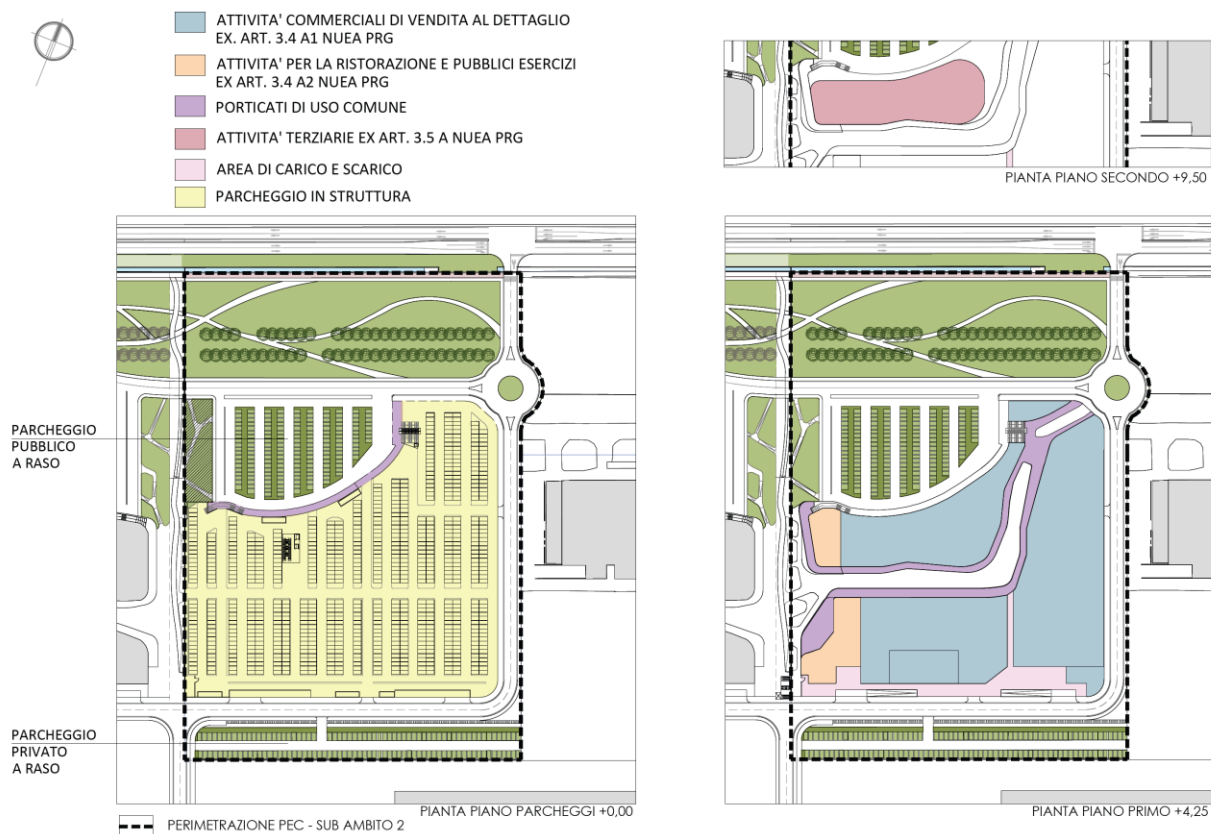 ATTIVITA' COMMERCIALI DI VENDITA AL DETTAGLIO
EX. ART. 3.4 A1 NUEA PRG
ATTIVITA' PER LA RISTORAZIONE E PUBBLICI ESERCIZI
EX ART. 3.4 A2 NUEA PRG
PORTICATI DI USO COMUNE
ATTIVITA' TERZIARIE EX ART. 3.5 A NUEA PRG
AREA DI CARICO E SCARICO
PARCHEGGIO IN STRUTTURA
PIANTA PIANO SECONDO +9,50
PARCHEGGIO
PUBBLICO
A RASO
PARCHEGGIO
PRIVATO
A RASO
PIANTA PIANO PARCHEGGI +0,00
PIANTA PIANO PRIMO +4,25
PERIMETRAZIONE PEC - SUB AMBITO 2